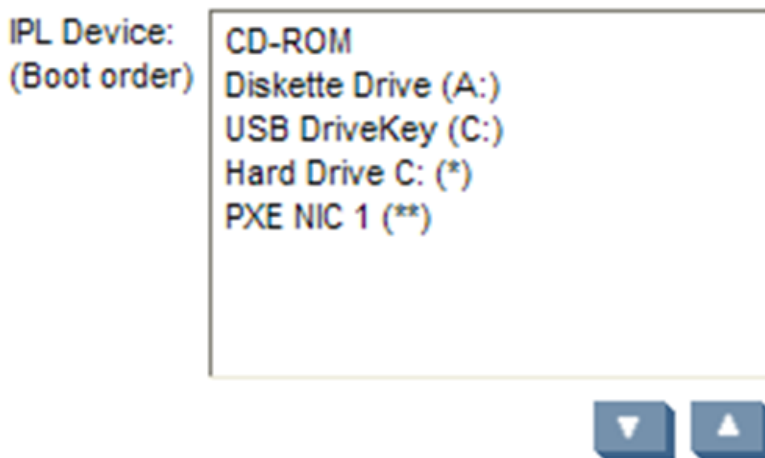 IPL Device:
(Boot order)
CD-ROM
Diskette Drive (A:)
USB DriveKey (C:)
Hard Drive C: (*)
PXE NIC 1 (**)